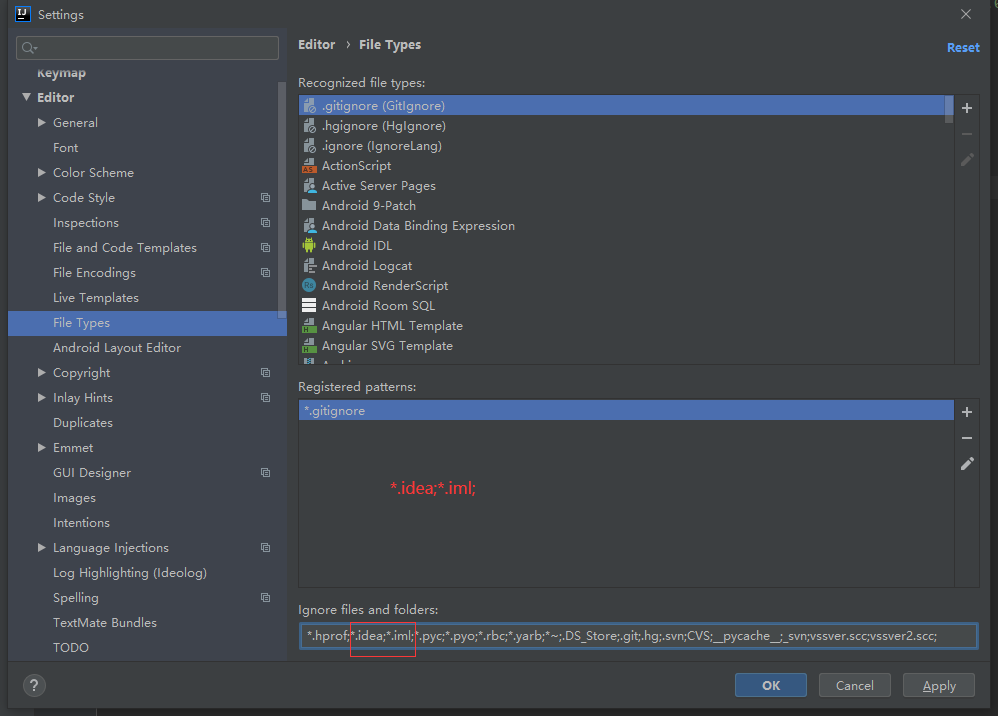 Settings
Keymap
Editor
General
Font
Color Scheme
Code Style
Inspections
File and Code Templates
File Encodings
Live Templates
File Types
Android Layout Editor
Copyright
Inlay Hints
Duplicates
Emmet
GUI Designer
Images
Intentions
Language Injections
Log Highlighting (Ideolog)
Spelling
TextMate Bundles
TODO
Editor › File Types
Reset
Recognized file types:
.gitignore (GitIgnore)
.hgignore (HgIgnore)
.ignore (IgnoreLang)
ActionScript
Active Server Pages
Android 9-Patch
Android Data Binding Expression
Android IDL
Android Logcat
Android RenderScript
Android Room SQL
Angular HTML Template
Angular SVG Template
Registered patterns:
*.gitignore
*.idea;*.iml;
Ignore files and folders:
*.hprof;*.idea;*.iml;*.pyc;*.pyo;*.rbc;*.yarb;*~;.DS_Store;.git;.hg;.svn;CVS;__pycache__;_svn;vssver.scc;vssver2.scc;
?
OK
Cancel
Apply